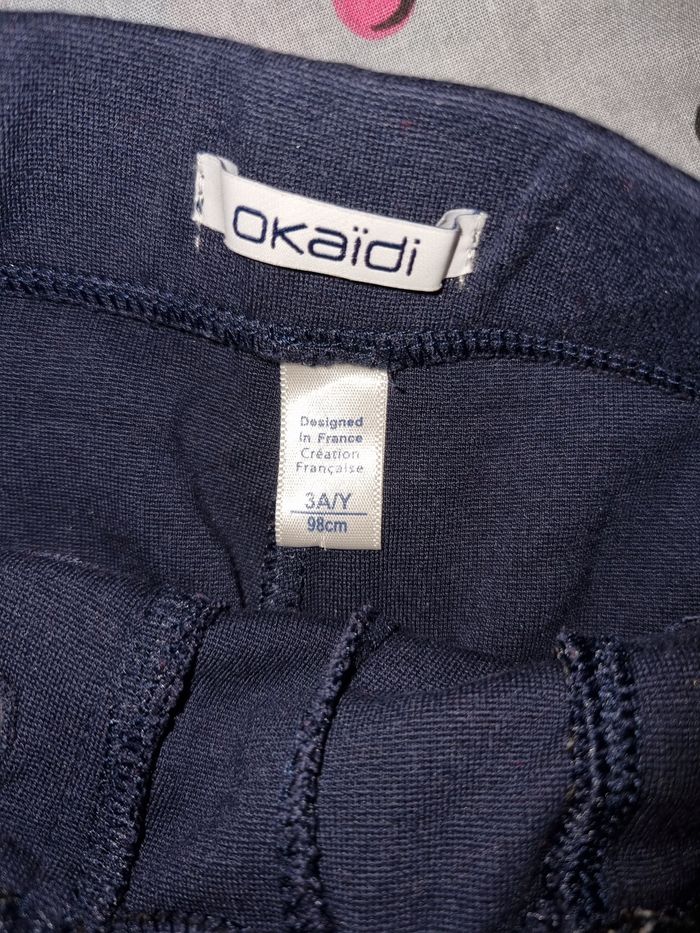 oKaïdi
Designed
in France
Création
Française
3A/Y
98cm